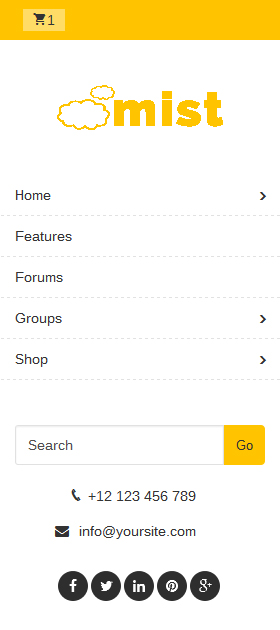 1
mist
Home
Features
Forums
Groups
Shop
Search Go
+12 123 456 789
info@yoursite.com